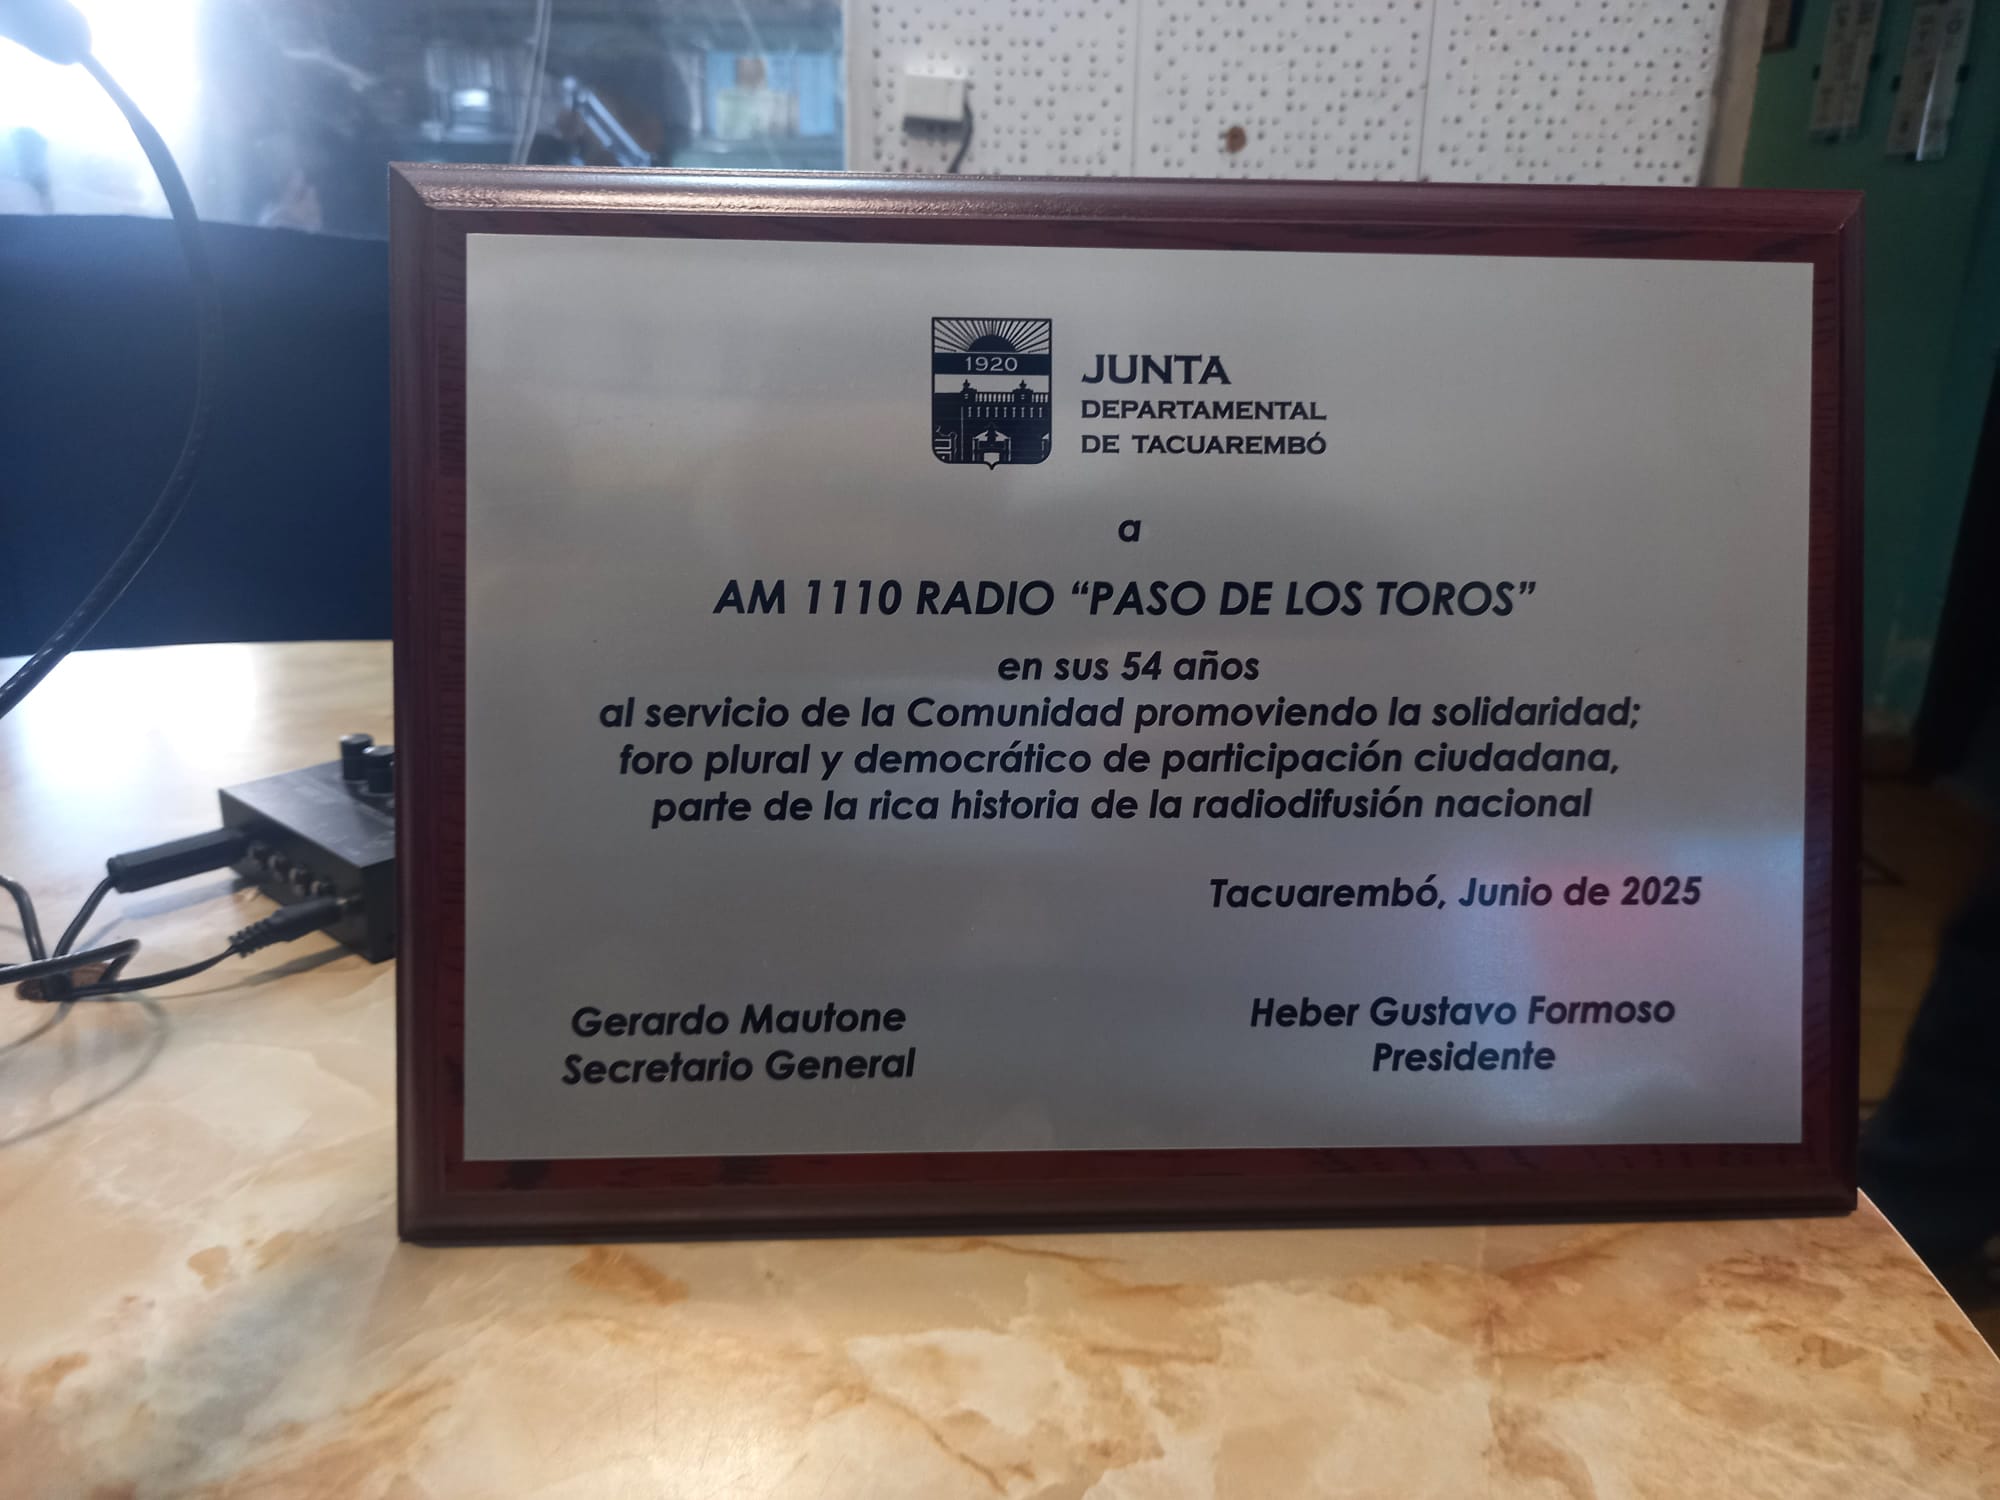 1920
JUNTA
DEPARTAMENTAL
DE TACUAREMBÓ
a
AM 1110 RADIO “PASO DE LOS TOROS”
en sus 54 años
al servicio de la Comunidad promoviendo la solidaridad;
foro plural y democrático de participación ciudadana,
parte de la rica historia de la radiodifusión nacional
Tacuarembó, Junio de 2025
Gerardo Mautone
Secretario General
Heber Gustavo Formoso
Presidente